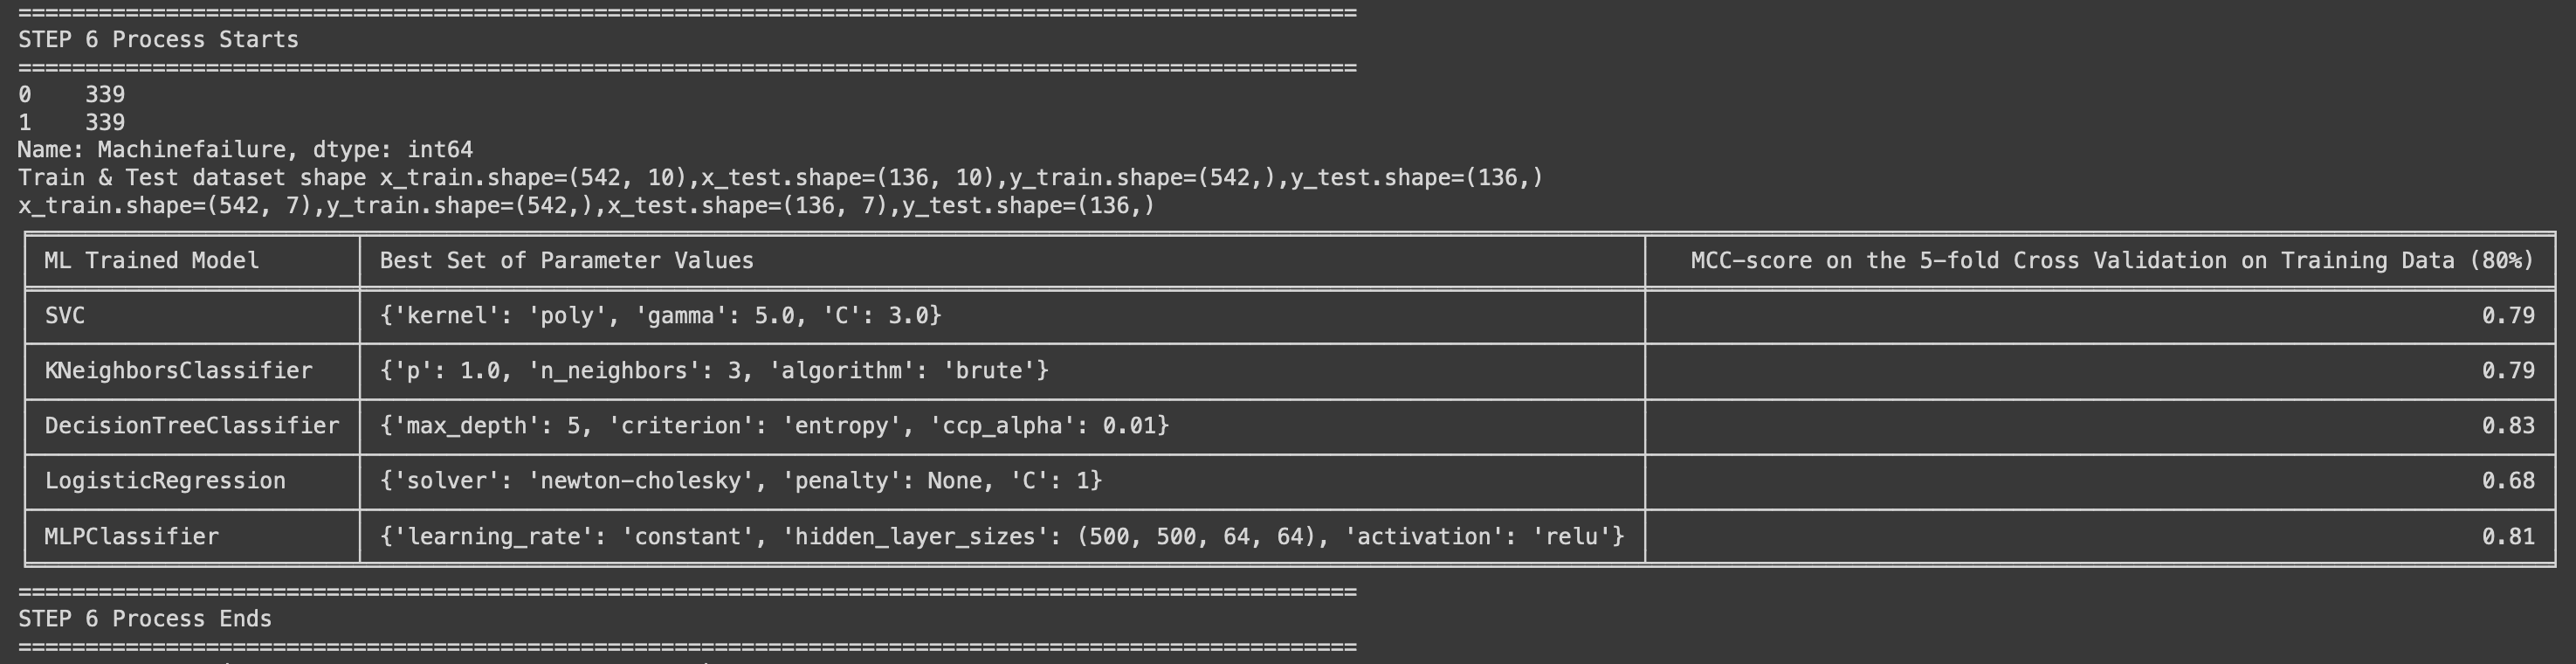 ====================================================================================================
STEP 6 Process Starts
====================================================================================================
0    339
1    339
Name: Machinefailure, dtype: int64
Train & Test dataset shape x_train.shape=(542, 10),x_test.shape=(136, 10),y_train.shape=(542,),y_test.shape=(136,)
x_train.shape=(542, 7),y_train.shape=(542,),x_test.shape=(136, 7),y_test.shape=(136,)
ML Trained Model Best Set of Parameter Values MCC-score on the 5-fold Cross Validation on Training Data (80%)
SVC {'kernel': 'poly', 'gamma': 5.0, 'C': 3.0} 0.79
KNeighborsClassifier {'p': 1.0, 'n_neighbors': 3, 'algorithm': 'brute'} 0.79
DecisionTreeClassifier {'max_depth': 5, 'criterion': 'entropy', 'ccp_alpha': 0.01} 0.83
LogisticRegression {'solver': 'newton-cholesky', 'penalty': None, 'C': 1} 0.68
MLPClassifier {'learning_rate': 'constant', 'hidden_layer_sizes': (500, 500, 64, 64), 'activation': 'relu'} 0.81
====================================================================================================
STEP 6 Process Ends
====================================================================================================